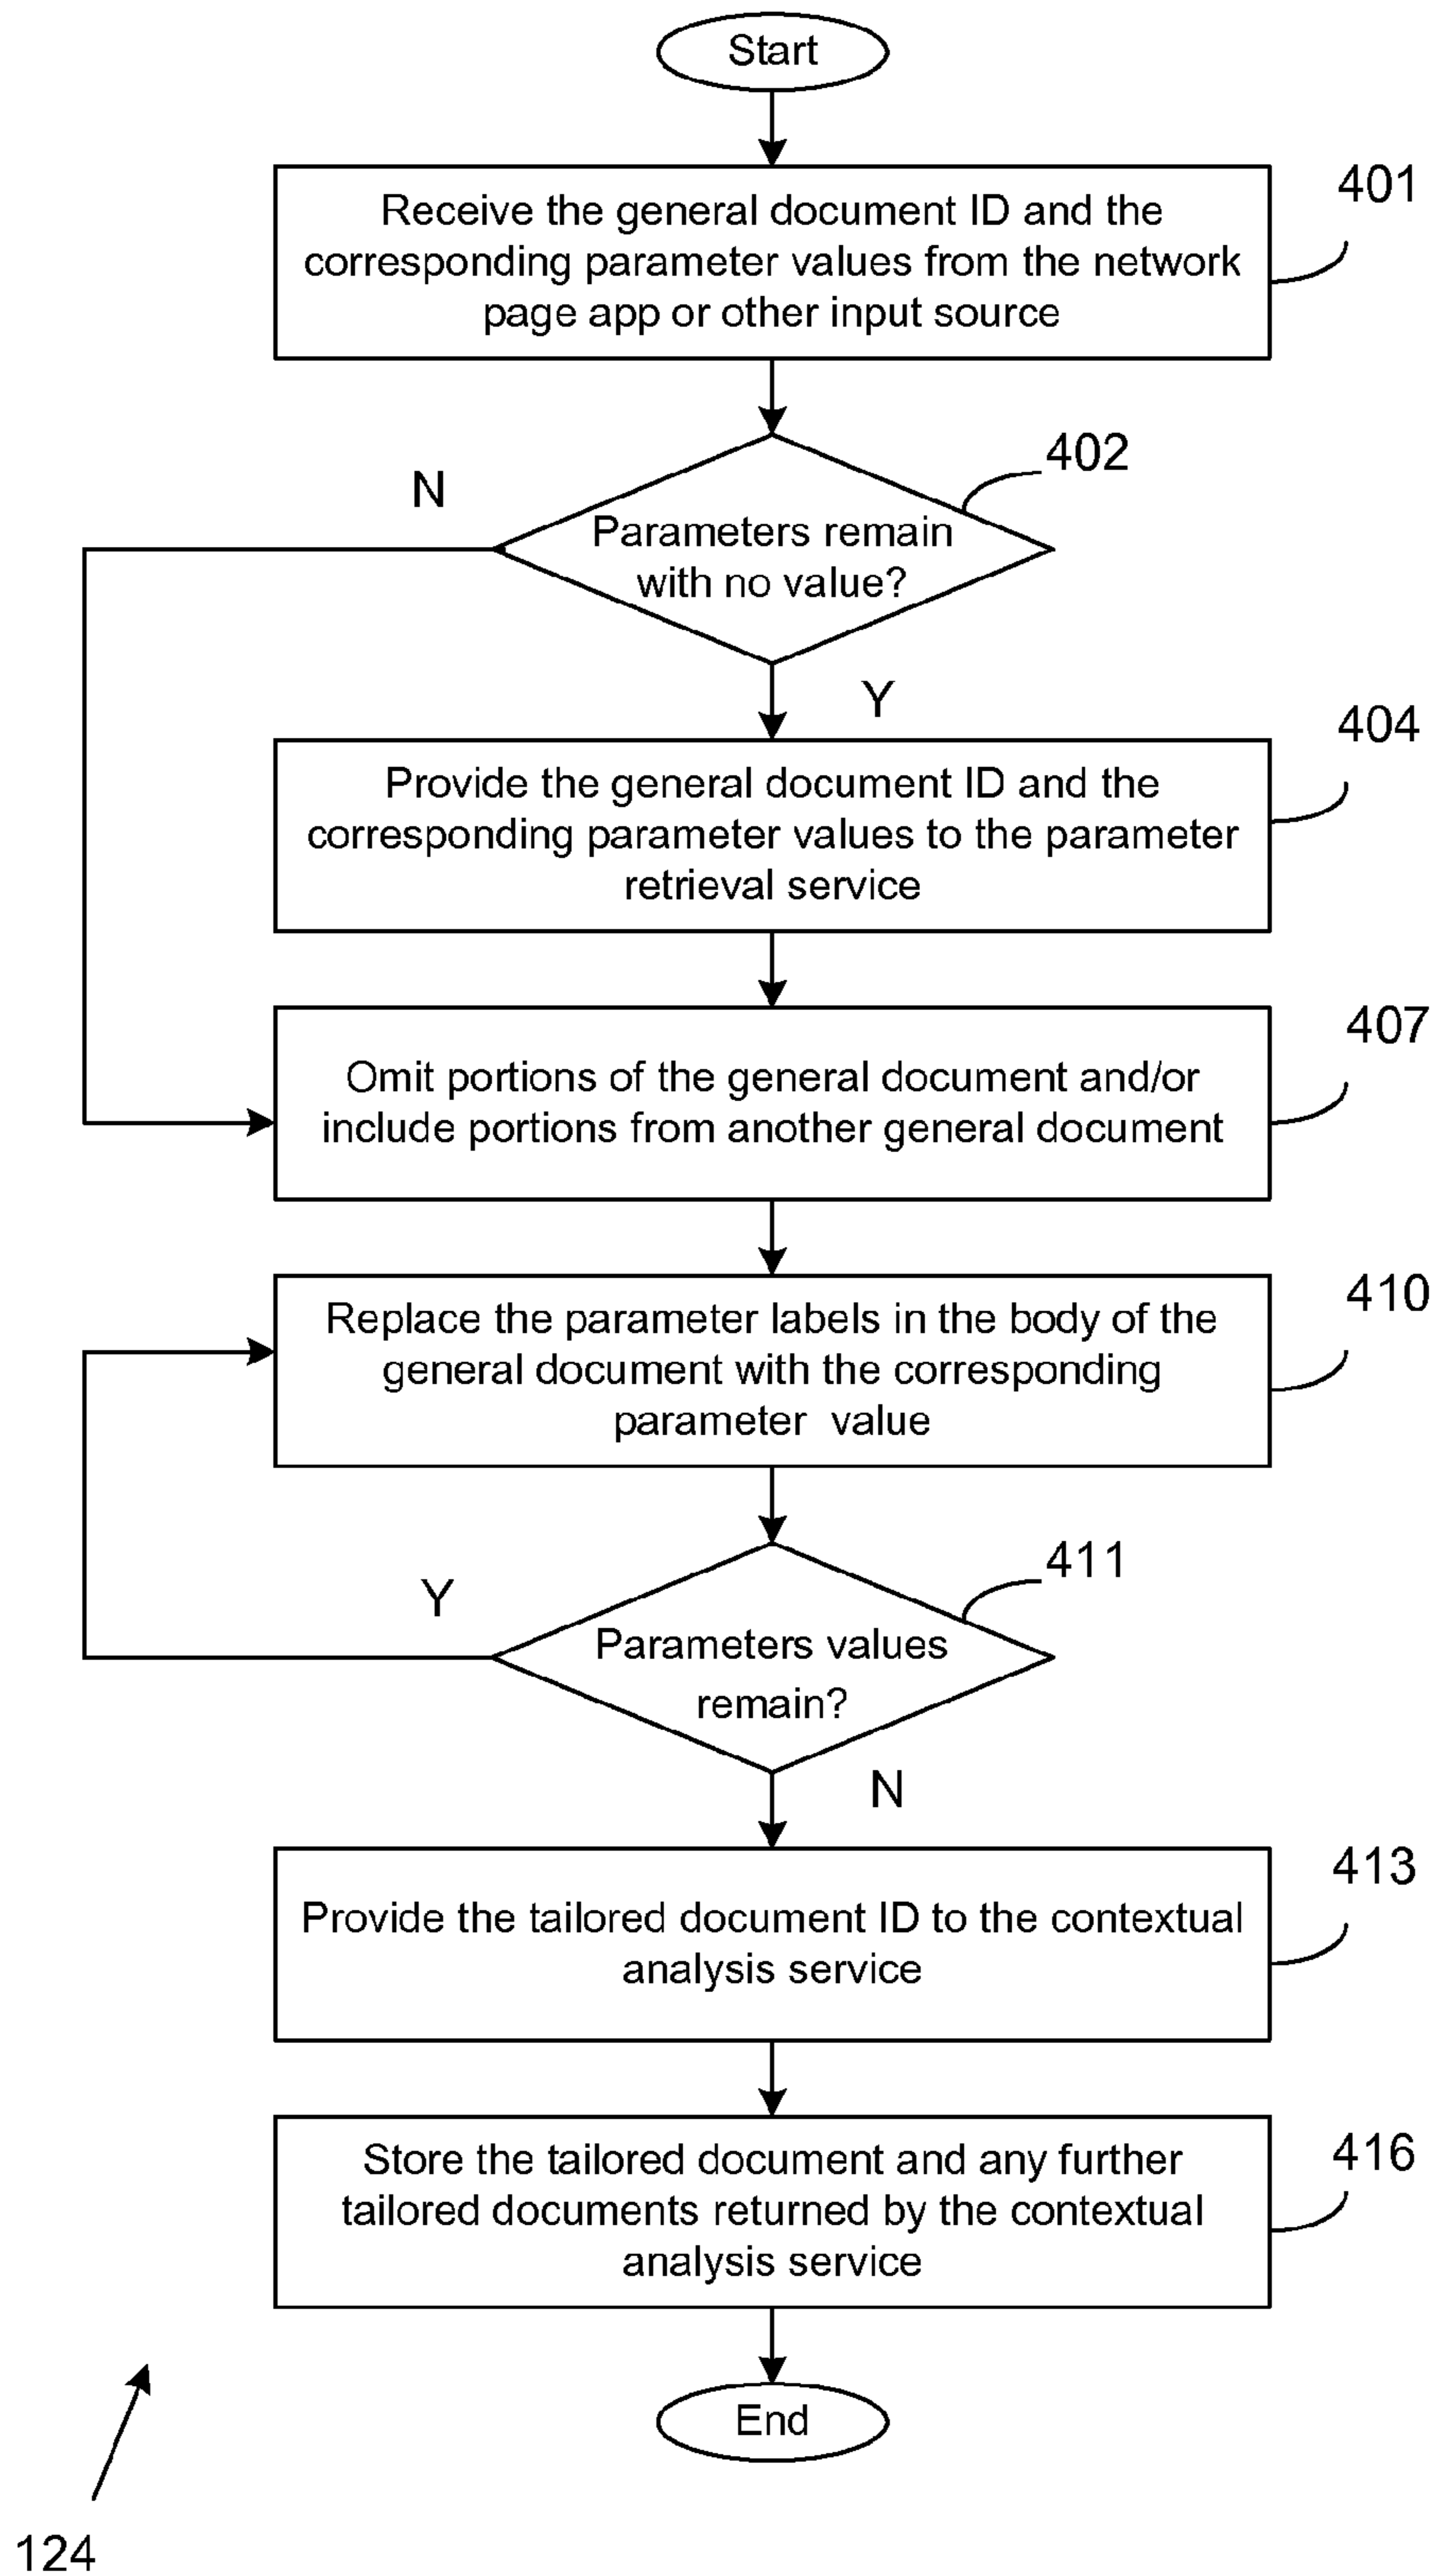 Start
Receive the general document ID and the
corresponding parameter values from the network
page app or other input source
401
402
N
Parameters remain
with no value?
Y
404
Provide the general document ID and the
corresponding parameter values to the parameter
retrieval service
407
Omit portions of the general document and/or
include portions from another general document
410
Replace the parameter labels in the body of the
general document with the corresponding
parameter value
411
Y
Parameters values
remain?
N
413
Provide the tailored document ID to the contextual
analysis service
416
Store the tailored document and any further
tailored documents returned by the contextual
analysis service
End
124